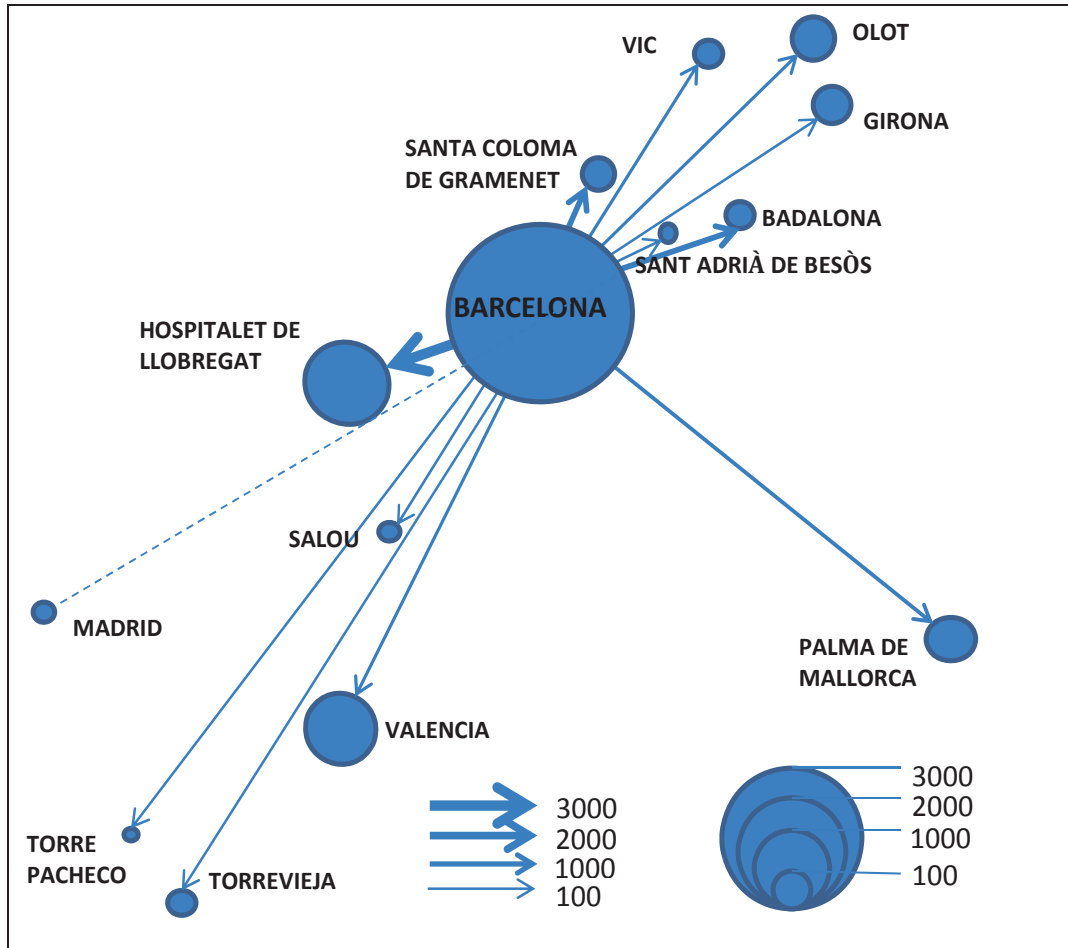 VIC
OLOT
GIRONA
SANTA COLOMA
DE GRAMENET
BADALONA
SANT ADRIÀ DE BESÒS
BARCELONA
HOSPITALET DE
LLOBREGAT
SALOU
MADRID
PALMA DE
MALLORCA
VALENCIA
TORRE
PACHECO
TORREVIEJA
3000
2000
1000
100
3000
2000
1000
100